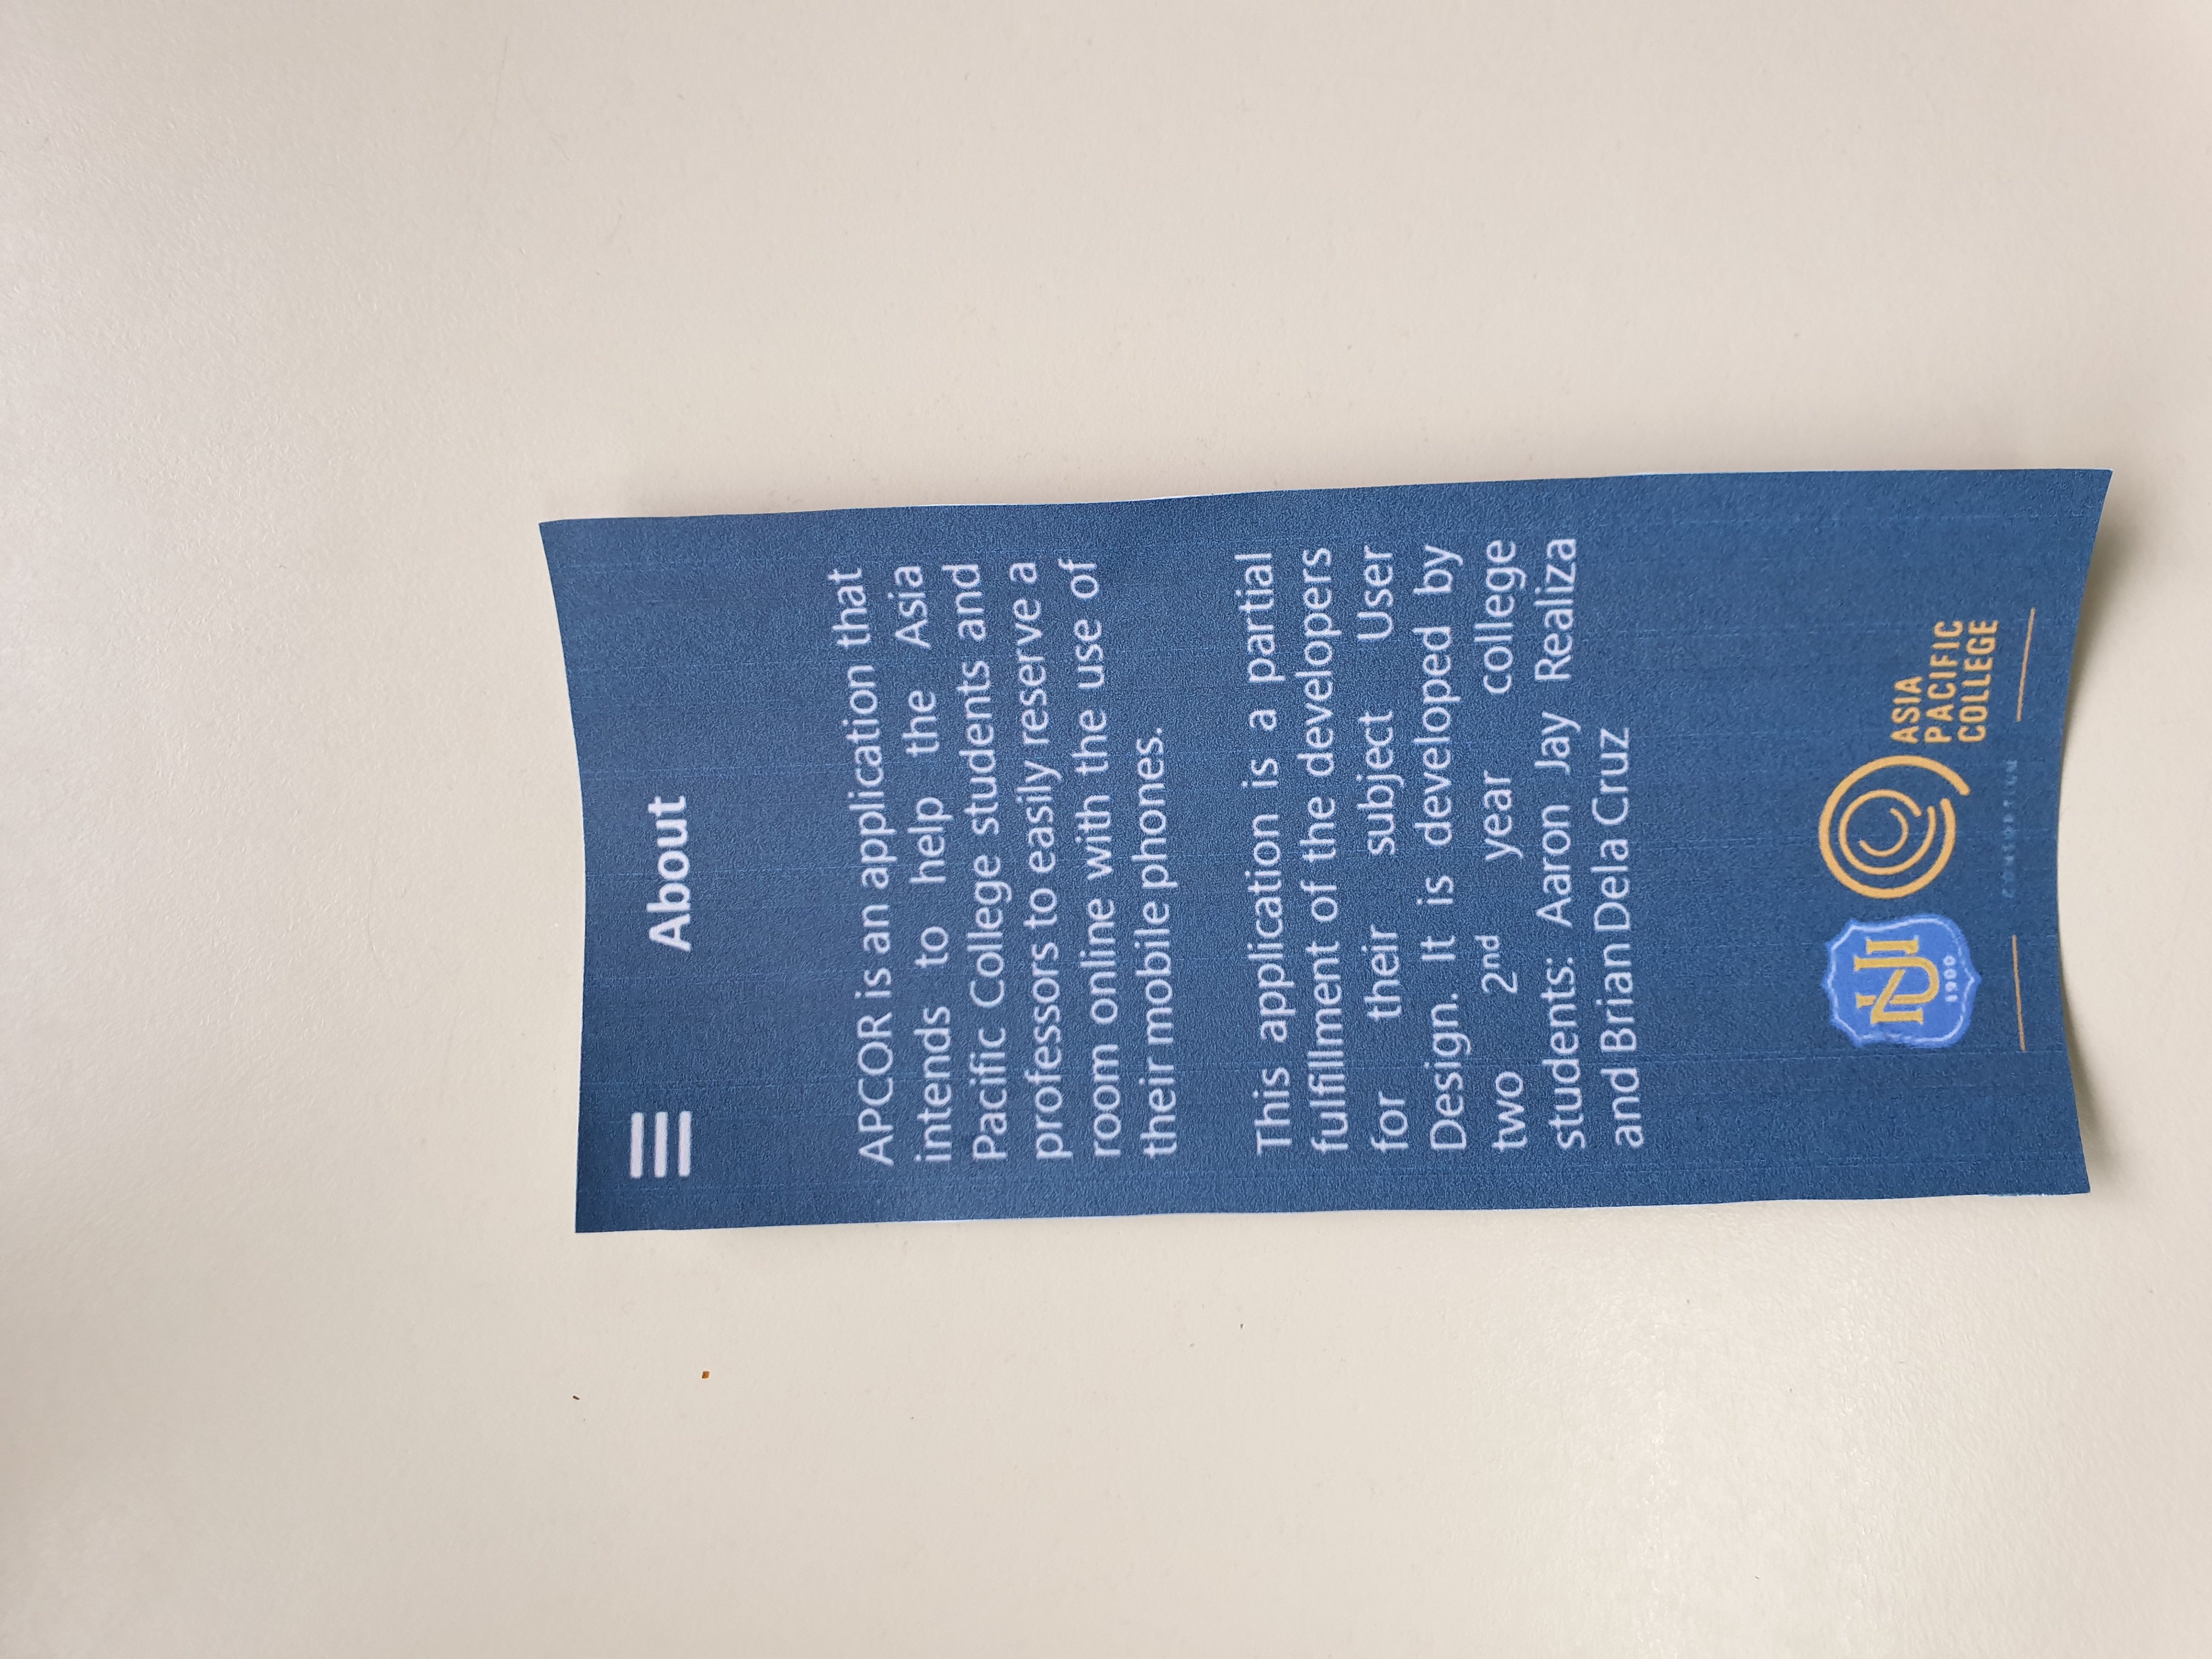 About
APCOR is an application that
intends to help the Asia
Pacific College students and
professors to easily reserve a
room online with the use of
their mobile phones.
This application is a partial
fulfillment of the developers
for their subject User
Design. It is developed by
two 2nd year college
students: Aaron Jay Realiza
and Brian Dela Cruz
NU
1900
ASIA
PACIFIC
COLLEGE
CONSORTIUM